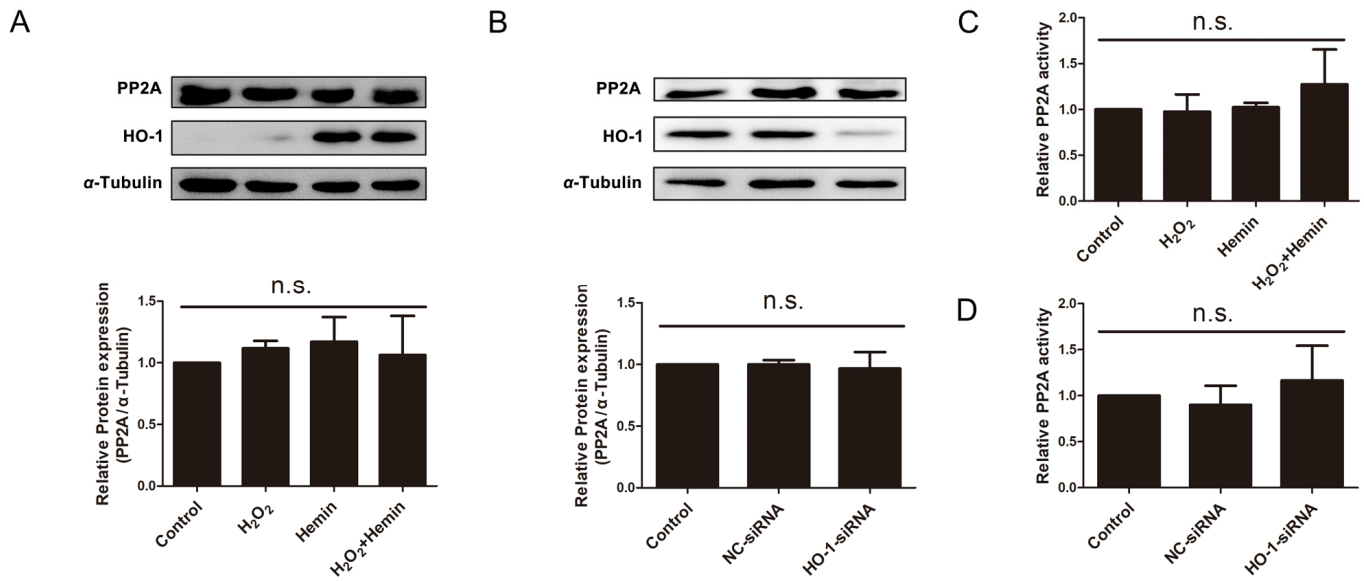 A
PP2A
HO-1
α-Tubulin
n.s.
Relative Protein expression
(PP2A/α-Tubulin)
1.5
1.0
0.5
0.0
Control
H₂O₂
Hemin
H₂O₂+Hemin
B
PP2A
HO-1
α-Tubulin
n.s.
Relative Protein expression
(PP2A/α-Tubulin)
1.5
1.0
0.5
0.0
Control
NC-siRNA
HO-1-siRNA
C
n.s.
Relative PP2A activity
2.0
1.5
1.0
0.5
0.0
Control
H₂O₂
Hemin
H₂O₂+Hemin
D
n.s.
Relative PP2A activity
2.0
1.5
1.0
0.5
0.0
Control
NC-siRNA
HO-1-siRNA